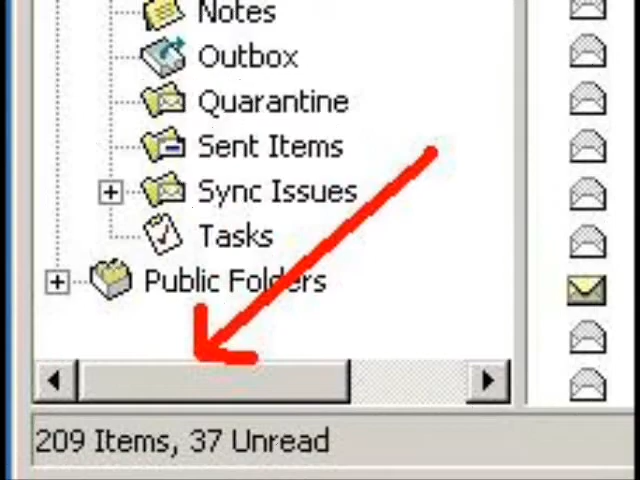 Notes
Outbox
Quarantine
Sent Items
Sync Issues
Tasks
Public Folders
209 Items, 37 Unread